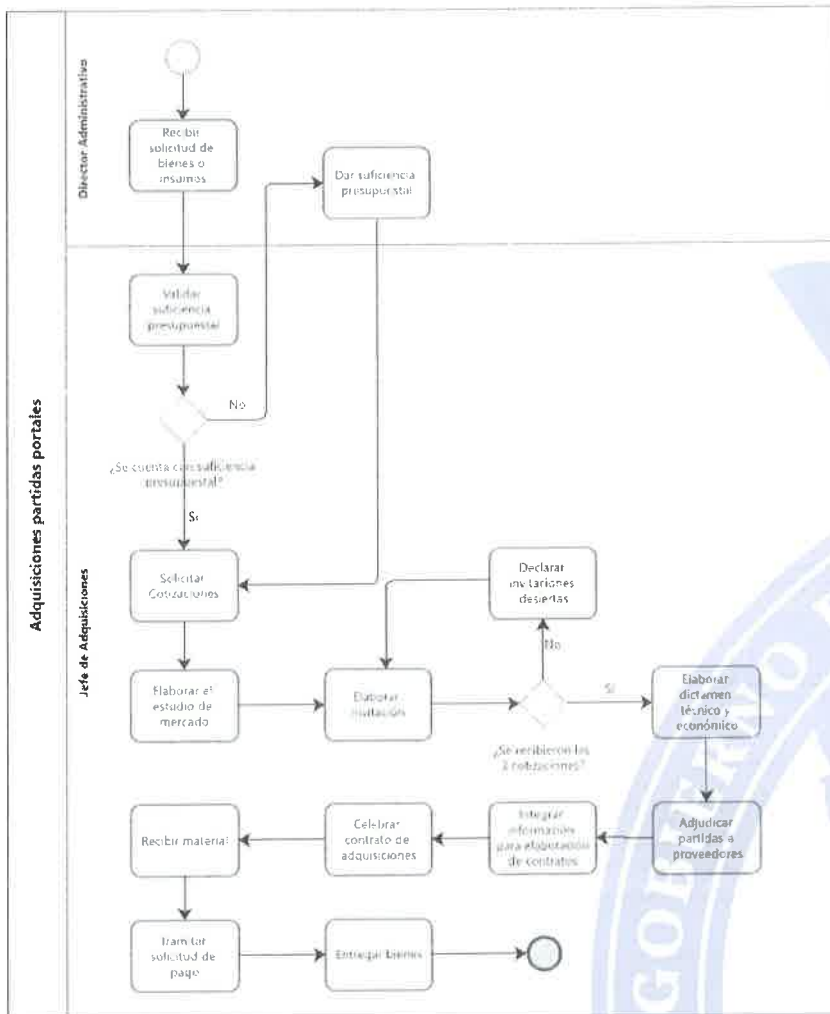 Adquisiciones partidas portales
Director Administrativo
Recibir
solicitud de
bienes o
insumos
Dar suficiencia
presupuestal
Jefe de Adquisiciones
Validar
suficiencia
presupuestal
No
¿Se cuenta con suficiencia
presupuestal?
Si
Solicitar
Cotizaciones
Declarar
invitaciones
desiertas
No
Elaborar el
estudio de
mercado
Elaborar
invitación
Si
Elaborar
dictamen
técnico y
económico
¿Se recibieron las
cotizaciones?
Recibir material
Celebrar
contrato de
adquisiciones
Integrar
información
para elaboración
de contratos
Adjudicar
partidas a
proveedores
Tramitar
solicitud de
pago
Entregar bienes
GOBIERNO